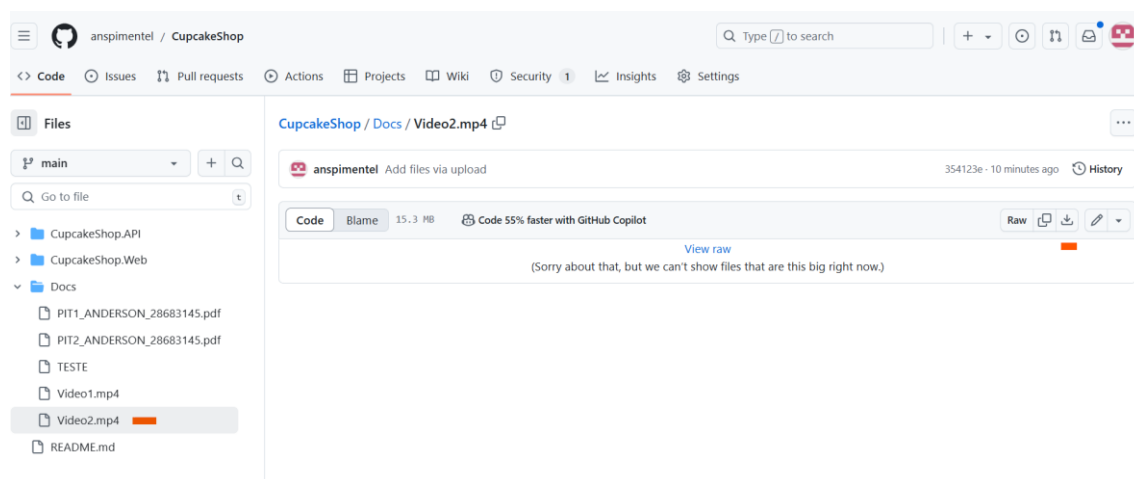 anspimentel / CupcakeShop
Type / to search
Code Issues Pull requests Actions Projects Wiki Security 1 Insights Settings
Files
main
Go to file t
CupcakeShop.API
CupcakeShop.Web
Docs
PIT1_ANDERSON_28683145.pdf
PIT2_ANDERSON_28683145.pdf
TESTE
Video1.mp4
Video2.mp4
README.md
CupcakeShop / Docs / Video2.mp4
anspimentel Add files via upload 354123e · 10 minutes ago History
Code Blame 15.3 MB Code 55% faster with GitHub Copilot Raw
View raw
(Sorry about that, but we can't show files that are this big right now.)